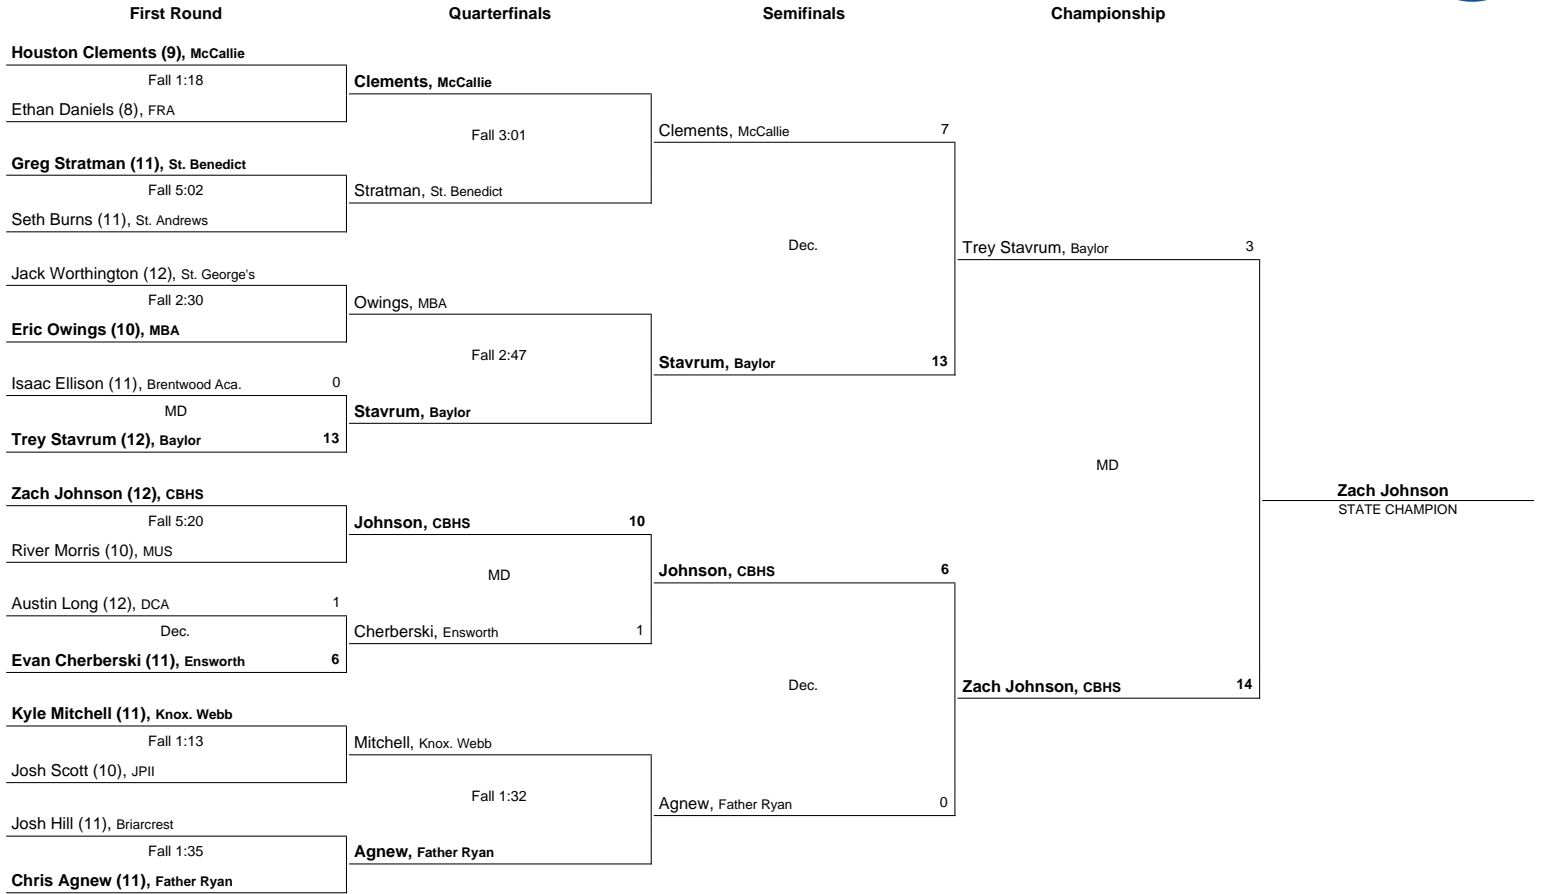 First Round Quarterfinals Semifinals Championship
Houston Clements (9), McCallie
Fall 1:18
Ethan Daniels (8), FRA
Greg Stratman (11), St. Benedict
Fall 5:02
Seth Burns (11), St. Andrews
Jack Worthington (12), St. George's
Fall 2:30
Eric Owings (10), MBA
Isaac Ellison (11), Brentwood Aca. 0
MD
Trey Stavrum (12), Baylor 13
Zach Johnson (12), CBHS
Fall 5:20
River Morris (10), MUS
Austin Long (12), DCA 1
Dec.
Evan Cherberski (11), Ensworth 6
Kyle Mitchell (11), Knox. Webb
Fall 1:13
Josh Scott (10), JPII
Josh Hill (11), Briarcrest
Fall 1:35
Chris Agnew (11), Father Ryan
Clements, McCallie
Fall 3:01
Stratman, St. Benedict
Owings, MBA
Fall 2:47
Stavrum, Baylor
Johnson, CBHS 10
MD
Cherberski, Ensworth 1
Mitchell, Knox. Webb
Fall 1:32
Agnew, Father Ryan
Clements, McCallie 7
Dec.
Stavrum, Baylor 13
Johnson, CBHS 6
Dec.
Agnew, Father Ryan 0
Trey Stavrum, Baylor 3
MD
Zach Johnson, CBHS 14
Zach Johnson
STATE CHAMPION